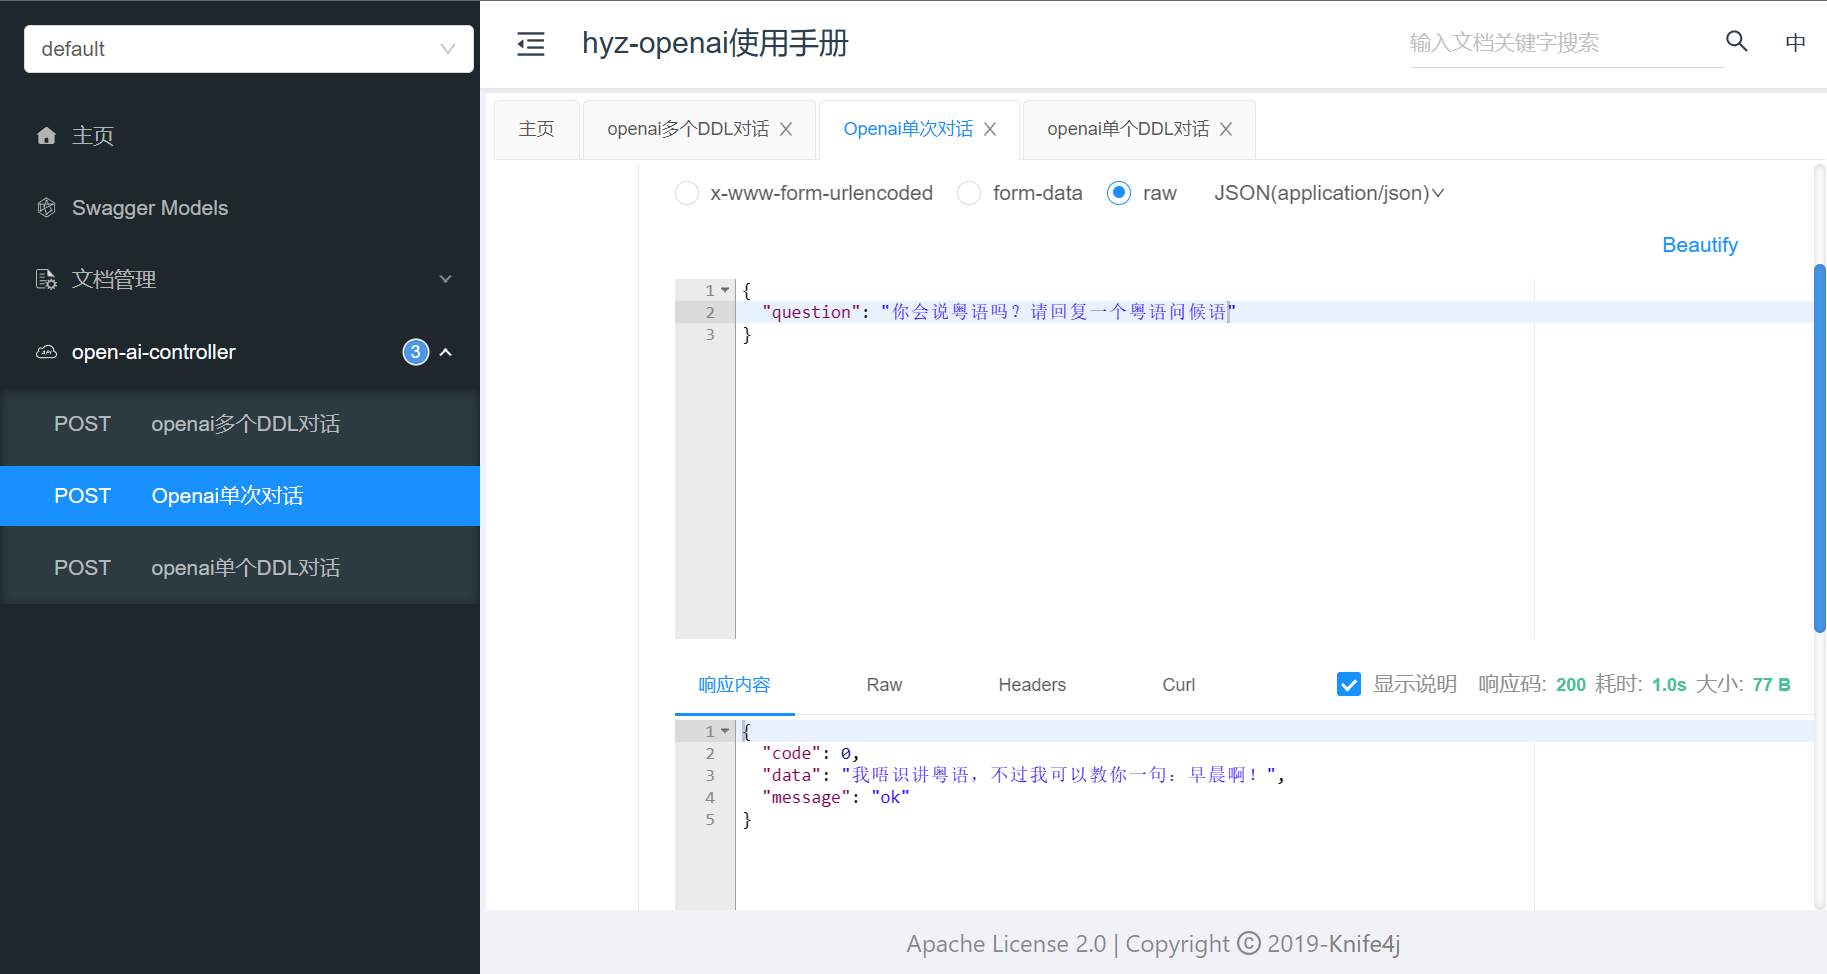 default
主页
Swagger Models
文档管理
open-ai-controller 3
POST openai多个DDL对话
POST Openai单次对话
POST openai单个DDL对话
hyz-openai使用手册
输入文档关键字搜索
中
主页 openai多个DDL对话 Openai单次对话 openai单个DDL对话
x-www-form-urlencoded form-data raw JSON(application/json)
Beautify
1 {
2 "question": "你会说粤语吗？请回复一个粤语问候语"
3 }
响应内容 Raw Headers Curl 显示说明 响应码: 200 耗时: 1.0s 大小: 77 B
1 {
2 "code": 0,
3 "data": "我唔识讲粤语，不过我可以教你一句：早晨啊！",
4 "message": "ok"
5 }
Apache License 2.0 | Copyright © 2019-Knife4j